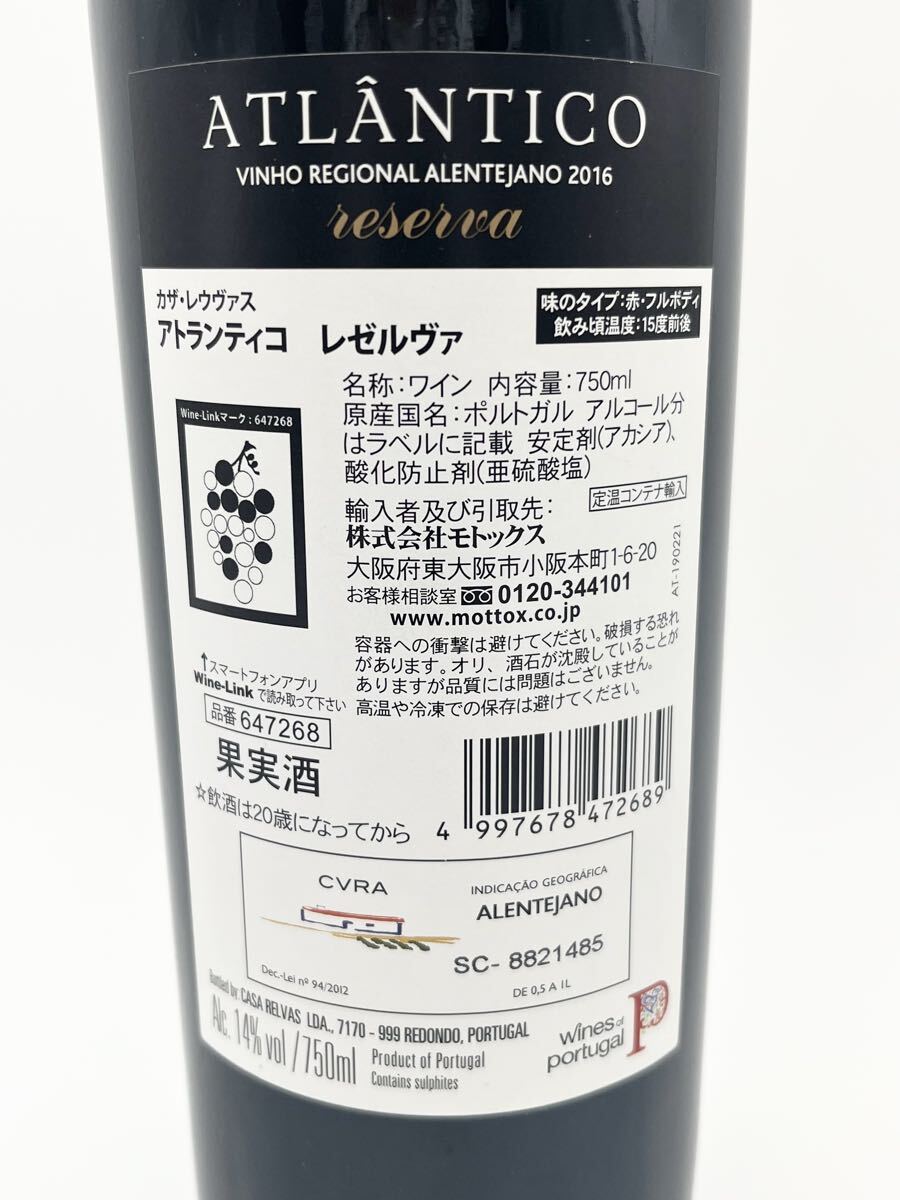 ATLÂNTICO
VINHO REGIONAL ALENTEJANO 2016
reserva
カザ・レウヴァス
アトランティコ レゼルヴァ
味のタイプ:赤・フルボディ
飲み頃温度:15度前後
Wine-Linkマーク:647268
名称:ワイン 内容量:750ml
原産国名:ポルトガル アルコール分
はラベルに記載 安定剤(アカシア)、
酸化防止剤(亜硫酸塩)
定温コンテナ輸入
輸入者及び引取先:
株式会社モトックス
大阪府東大阪市小阪本町1-6-20
お客様相談室 0120-344101
www.mottox.co.jp
AT-190221
容器への衝撃は避けてください。破損する恐れ
があります。オリ、酒石が沈殿していることが
ありますが品質には問題はございません。
高温や冷凍での保存は避けてください。
↑スマートフォンアプリ
Wine-Linkで読み取って下さい
品番647268
果実酒
☆飲酒は20歳になってから
4 997678 472689
CVRA
INDICAÇÃO GEOGRÁFICA
ALENTEJANO
SC- 8821485
Dec.-Lei nº 94/2012
DE 0,5 A 1L
Bottled by: CASA RELVAS LDA., 7170 - 999 REDONDO, PORTUGAL
Alc. 14% vol / 750ml
Product of Portugal
Contains sulphites
wines of
portugal
P